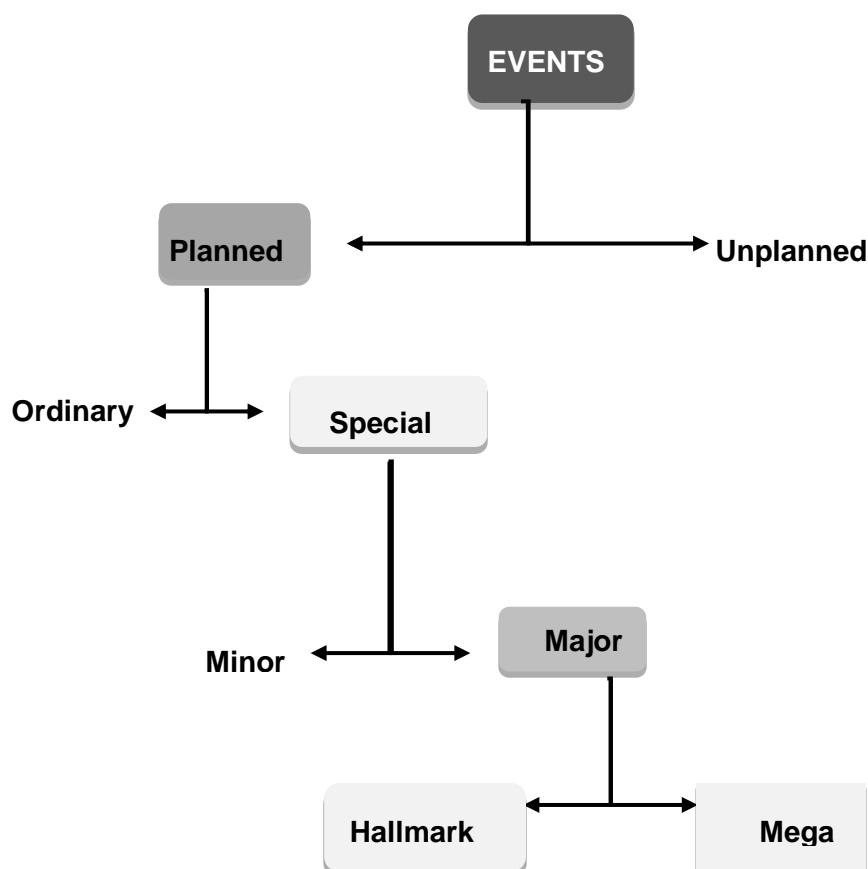 EVENTS
Planned
Unplanned
Ordinary
Special
Minor
Major
Hallmark
Mega